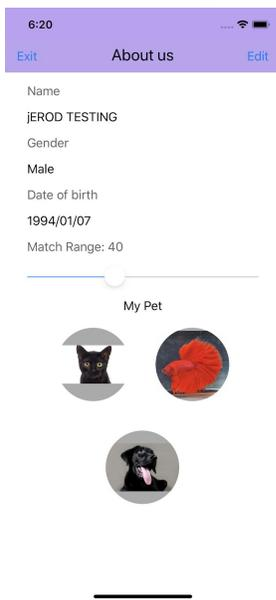 6:20
Exit About us Edit
Name
jEROD TESTING
Gender
Male
Date of birth
1994/01/07
Match Range: 40
My Pet